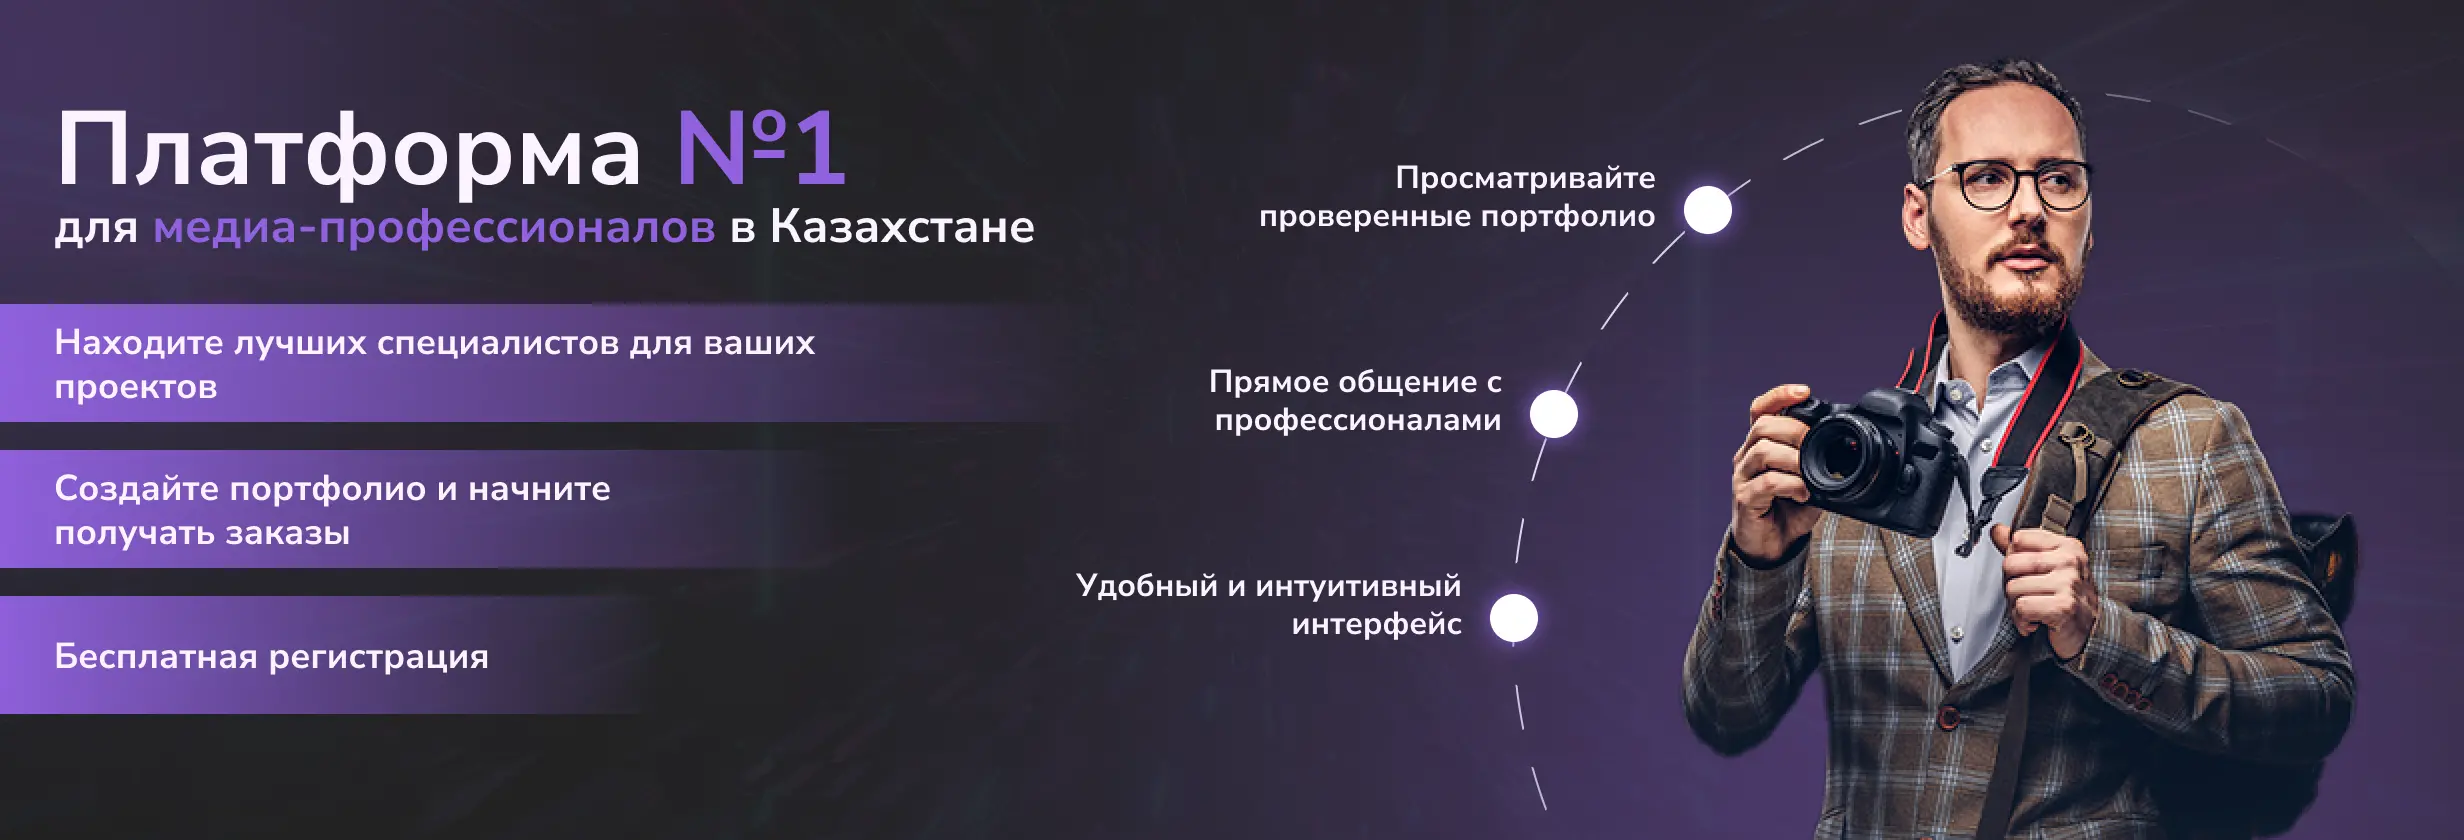 Платформа №1
для медиа-профессионалов в Казахстане
Находите лучших специалистов для ваших
проектов
Создайте портфолио и начните
получать заказы
Бесплатная регистрация
Просматривайте
проверенные портфолио
Прямое общение с
профессионалами
Удобный и интуитивный
интерфейс